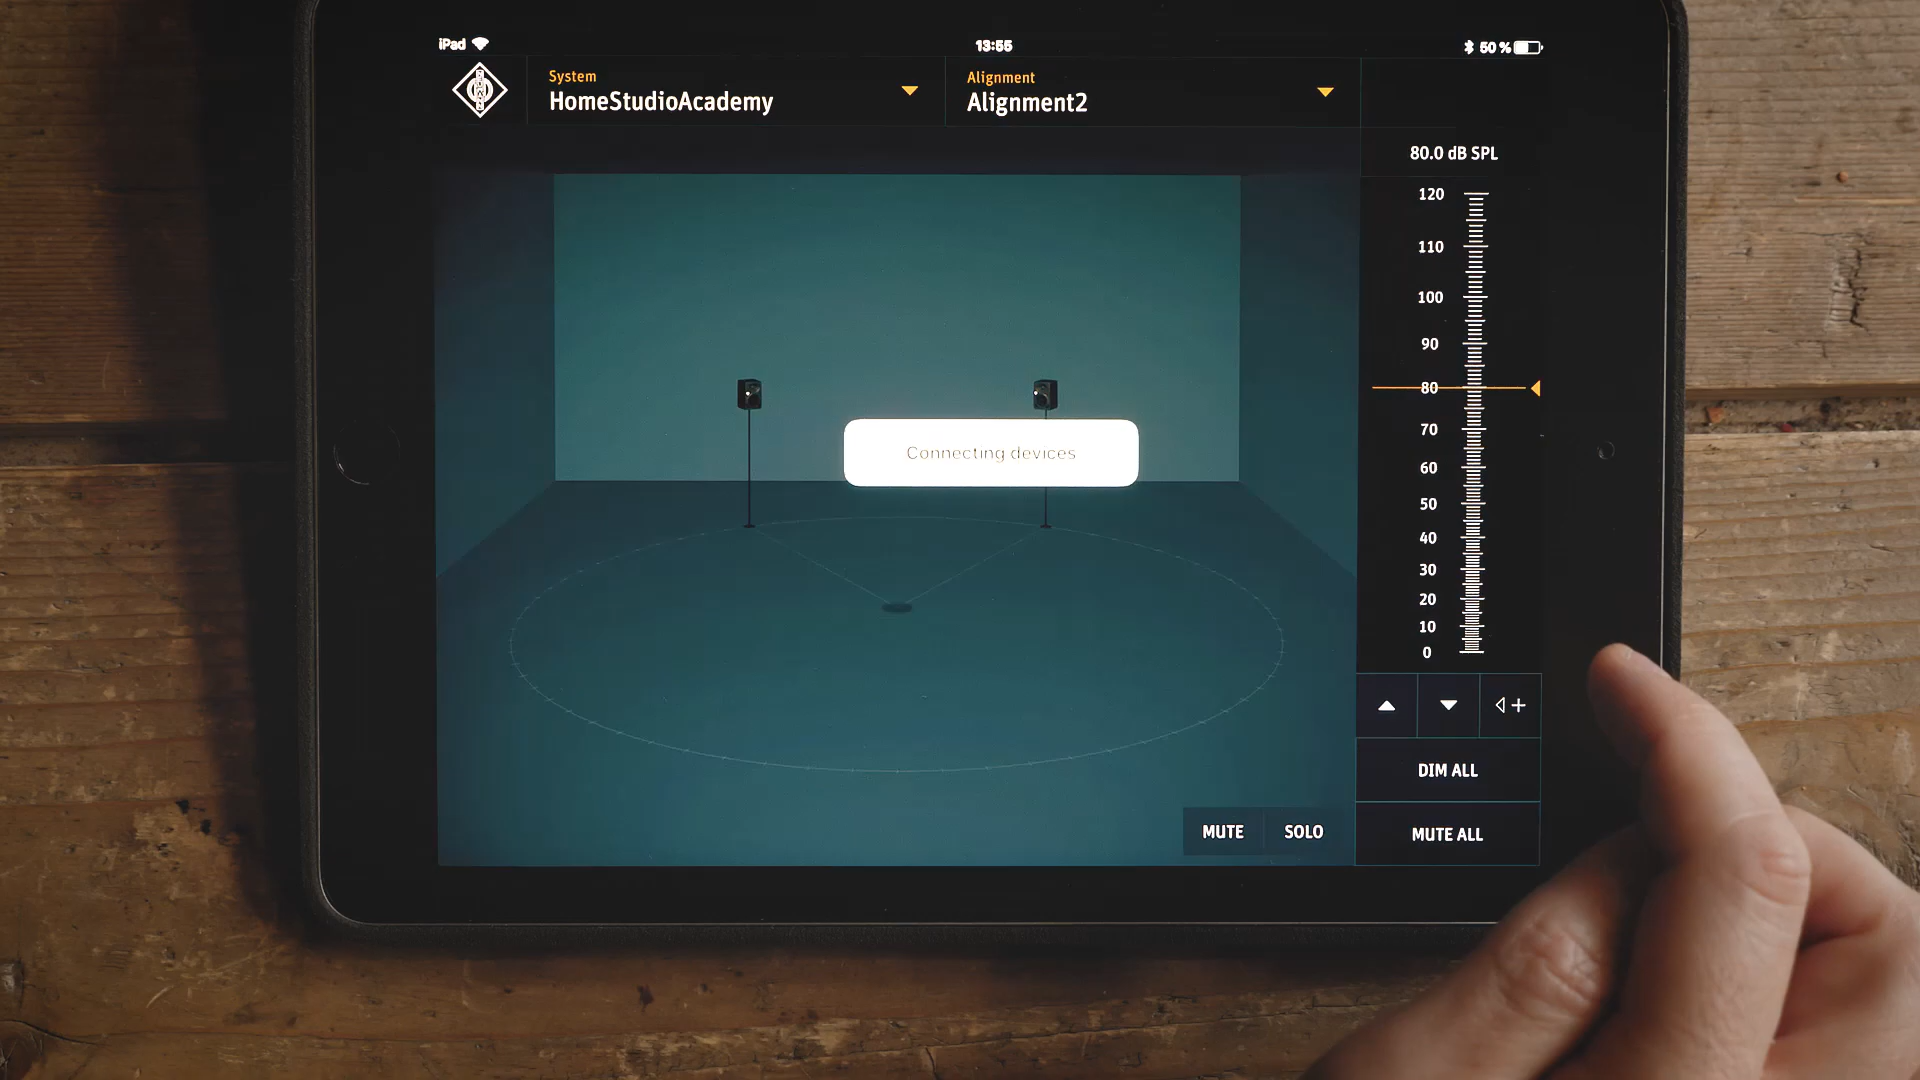 iPad
13:55
50 %
System
HomeStudioAcademy
Alignment
Alignment2
80.0 dB SPL
120
110
100
90
80
70
60
50
40
30
20
10
0
Connecting devices
MUTE
SOLO
DIM ALL
MUTE ALL